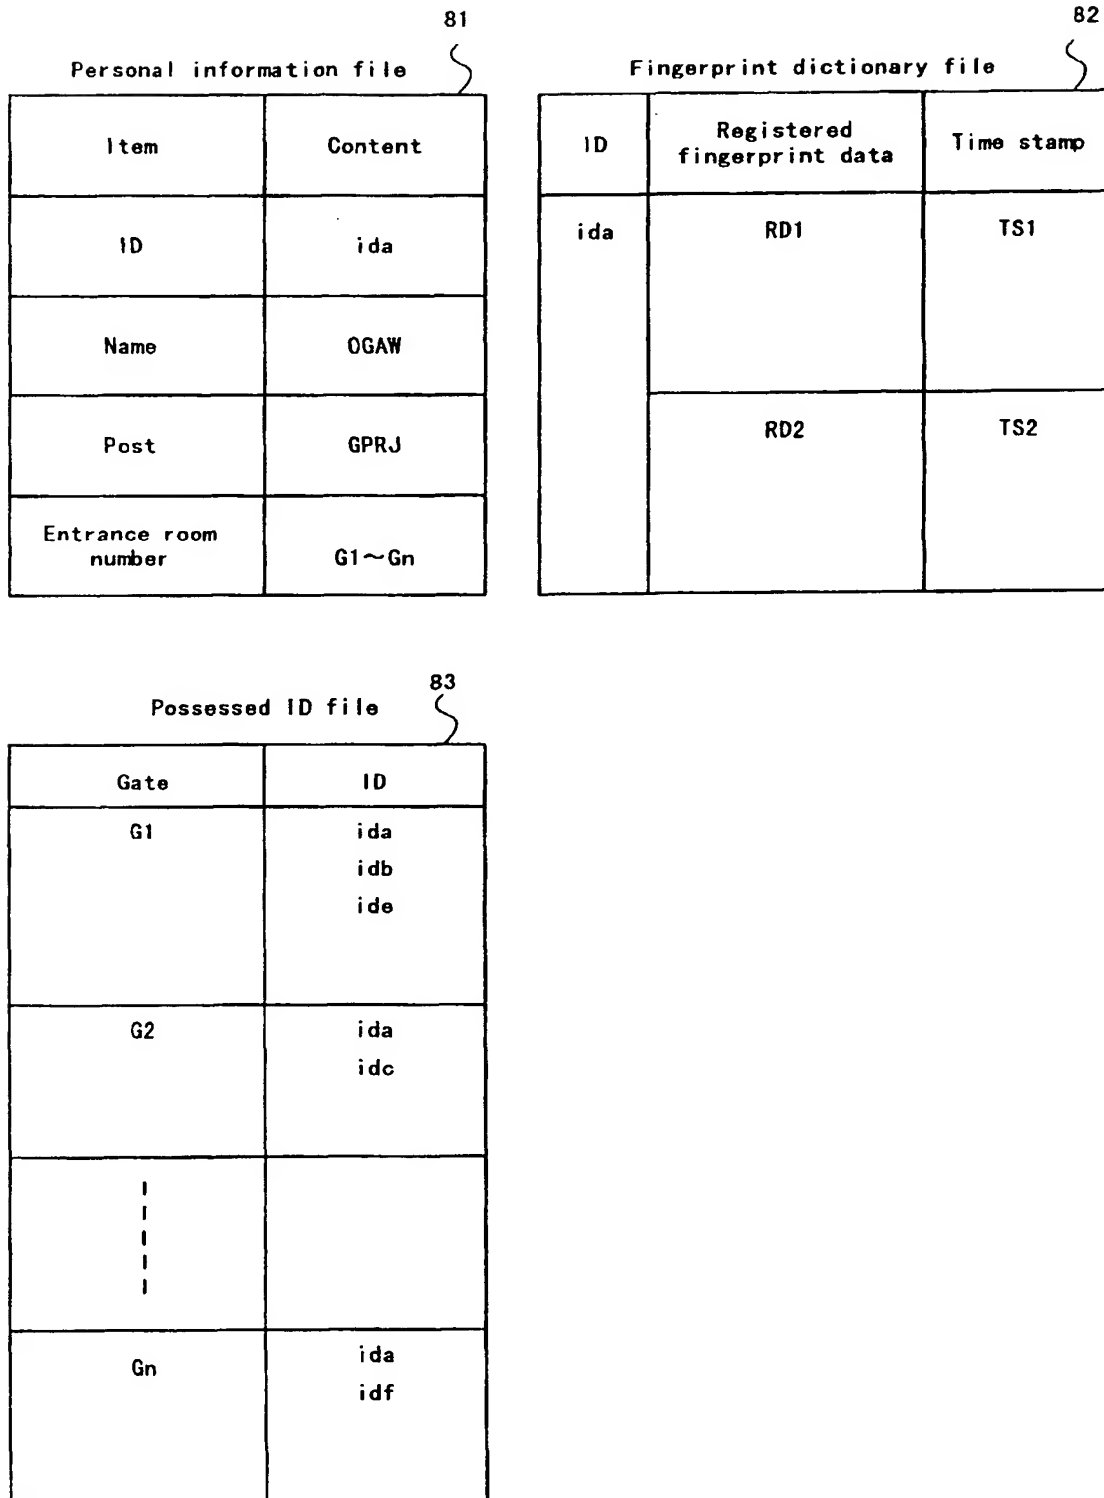 81
Personal information file
Item Content
ID ida
Name OGAW
Post GPRJ
Entrance room
number G1~Gn
82
Fingerprint dictionary file
ID Registered fingerprint data Time stamp
ida RD1 TS1
RD2 TS2
83
Possessed ID file
Gate ID
G1 ida
idb
ide
G2 ida
idc
Gn ida
idf